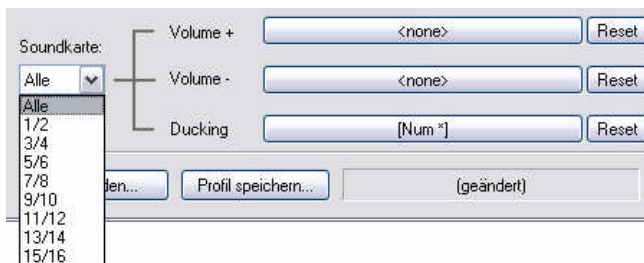 Volume + <none> Reset
Soundkarte:
Alle Volume - <none> Reset
Alle
1/2
3/4
5/6
7/8
9/10
11/12
13/14
15/16
Ducking [Num *] Reset
den... Profil speichern... (geändert)